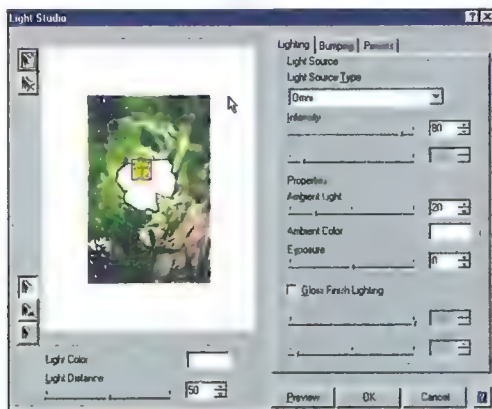 Light Studio
Lighting Bumping Presets
Light Source
Light Source Type
Omni
Intensity
80
Properties
Ambient Light
20
Ambient Color
Exposure
0
Gloss Finish Lighting
Light Color
Light Distance
50
Preview OK Cancel